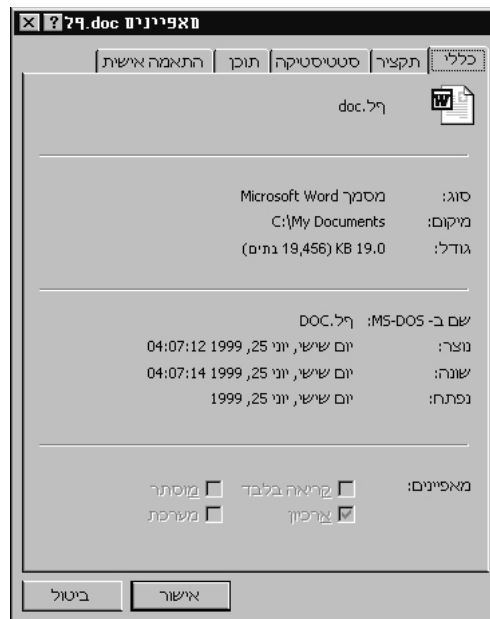 מאפיינים פל.doc
כללי תקציר סטטיסטיקה תוכן התאמה אישית
פל.doc
סוג: מסמך Microsoft Word
מיקום: C:\My Documents
גודל: 19.0 KB (19,456 בתים)
שם ב- MS-DOS: פל.DOC
נוצר: יום שישי, יוני 25, 1999 04:07:12
שונה: יום שישי, יוני 25, 1999 04:07:14
נפתח: יום שישי, יוני 25, 1999
מאפיינים: קריאה בלבד מוסתר
ארכיון מערכת
אישור ביטול